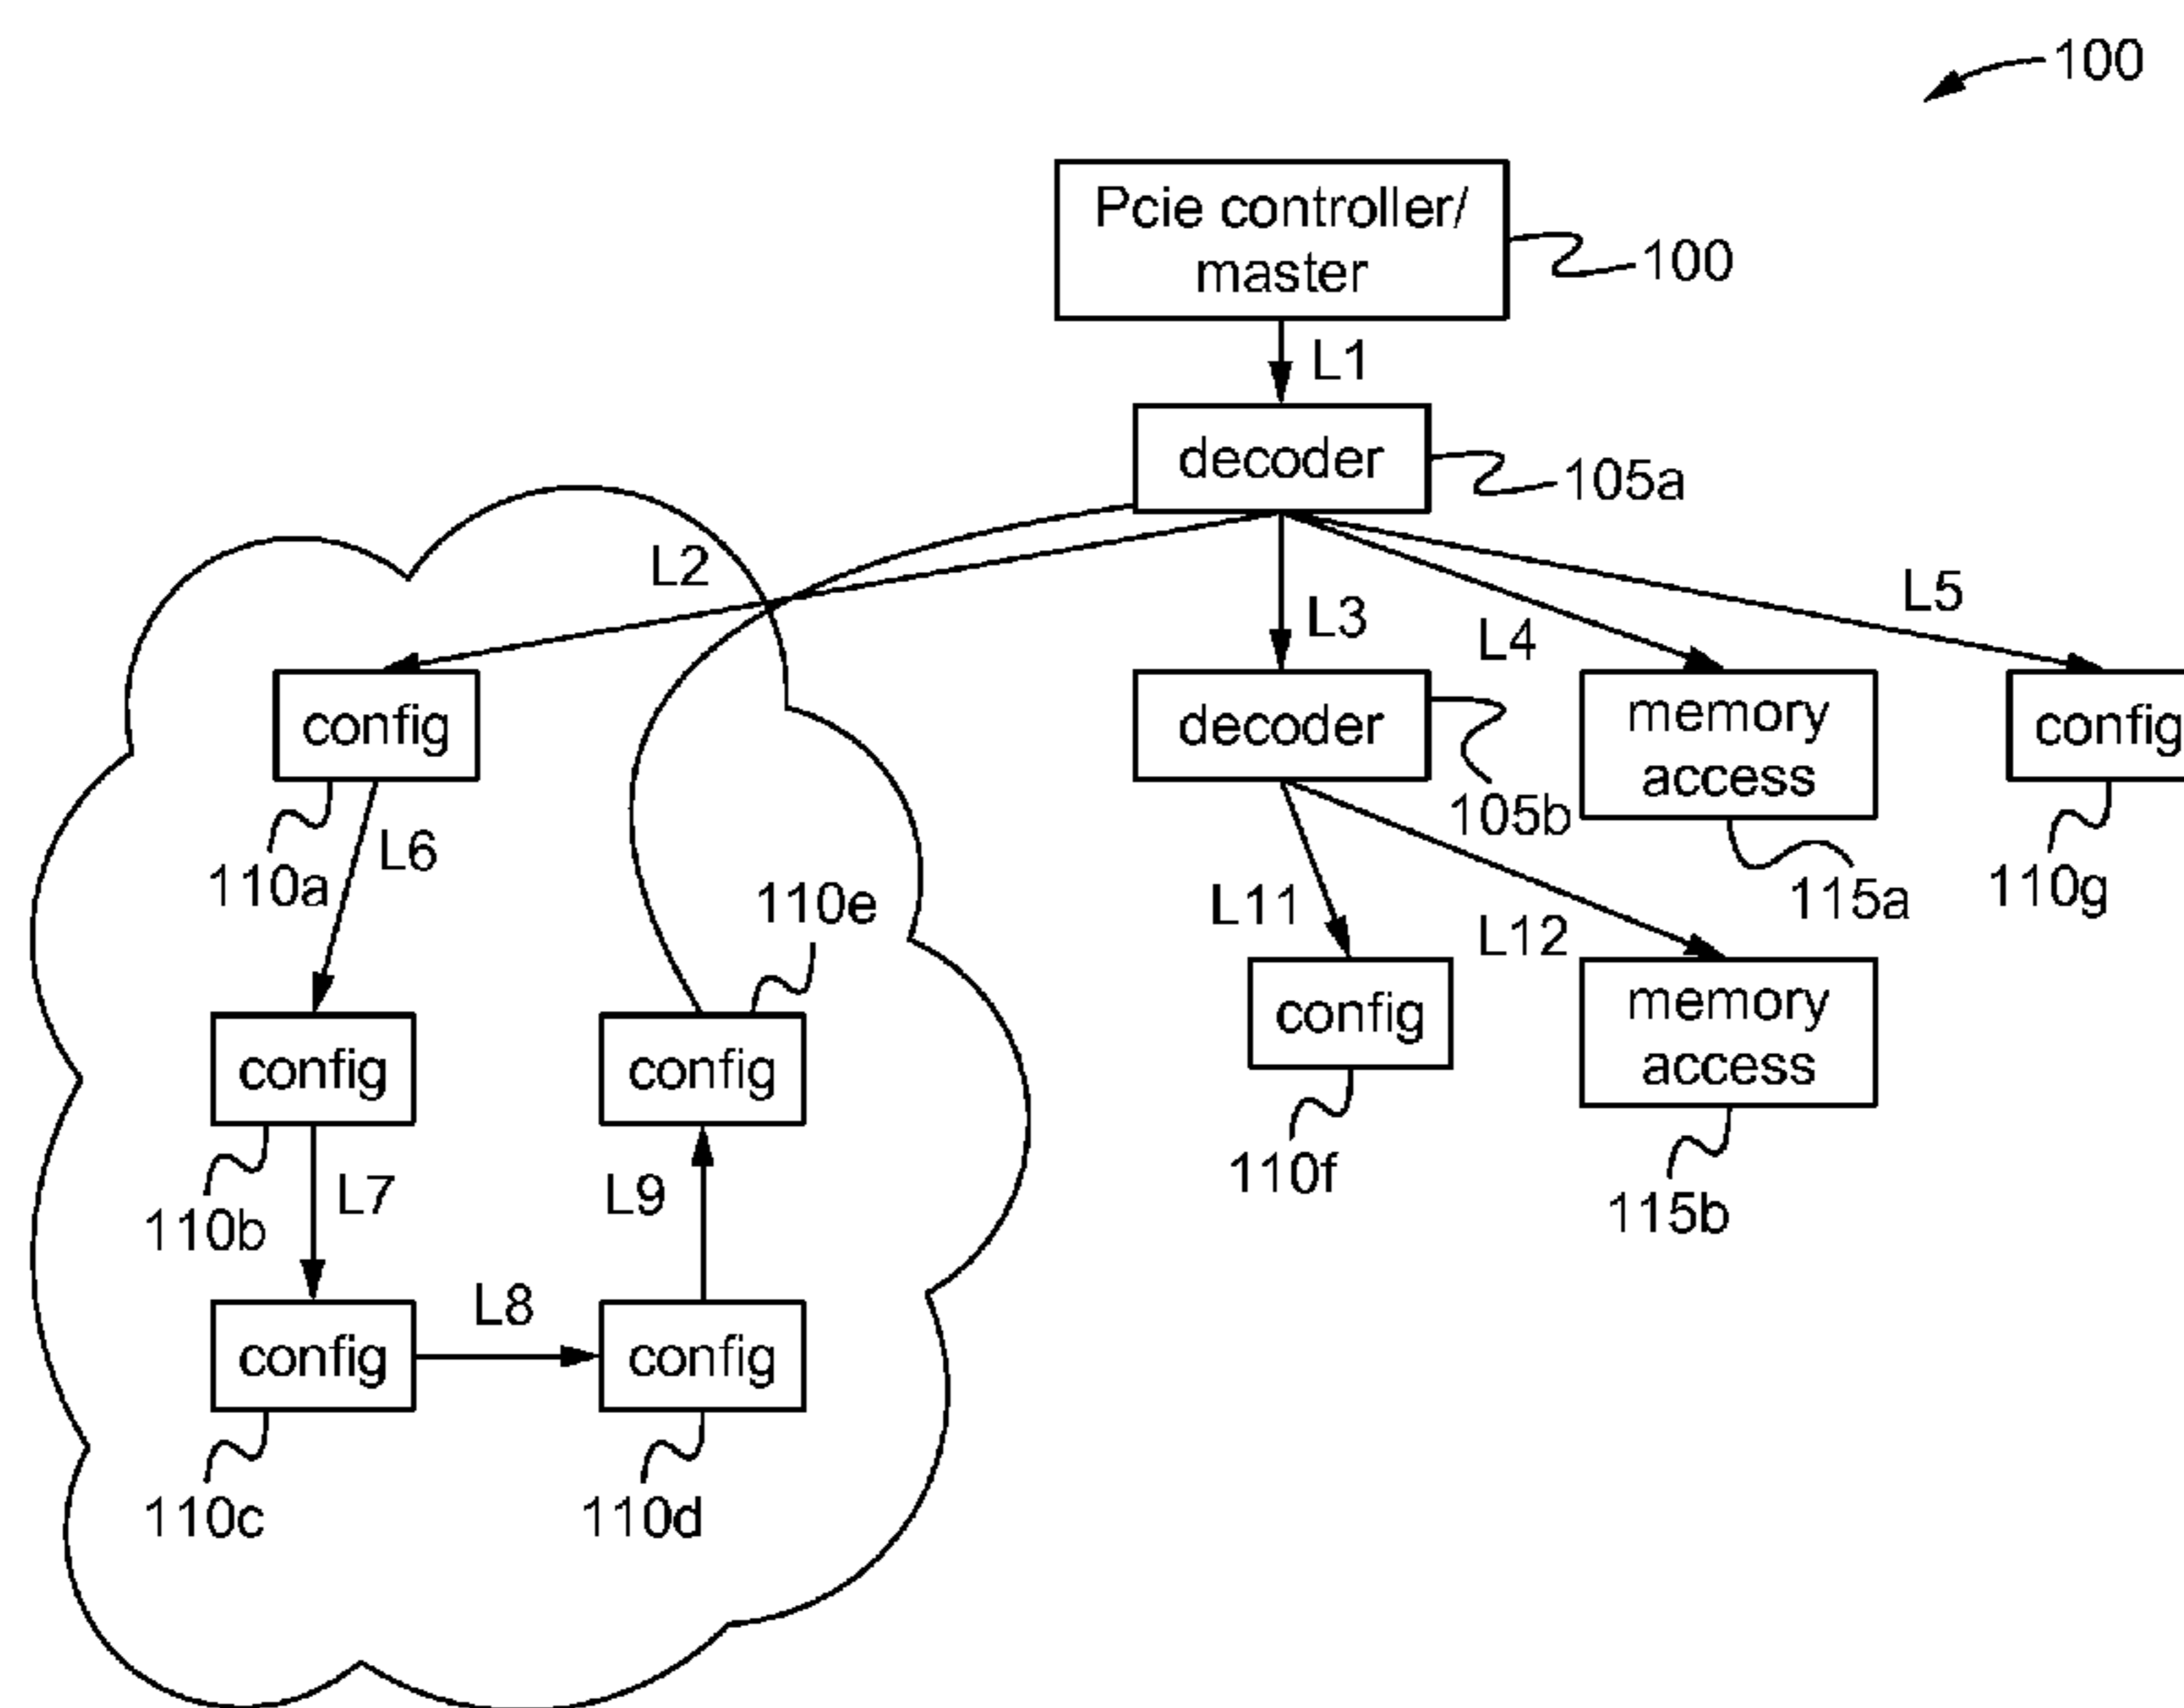 100
Pcie controller/
master
100
L1
decoder
105a
L2
L3
L4
L5
config
decoder
memory
access
config
110a
L6
105b
115a
110g
110e
L11
L12
config
config
config
memory
access
110b
L7
L9
110f
115b
L8
config
config
110c
110d